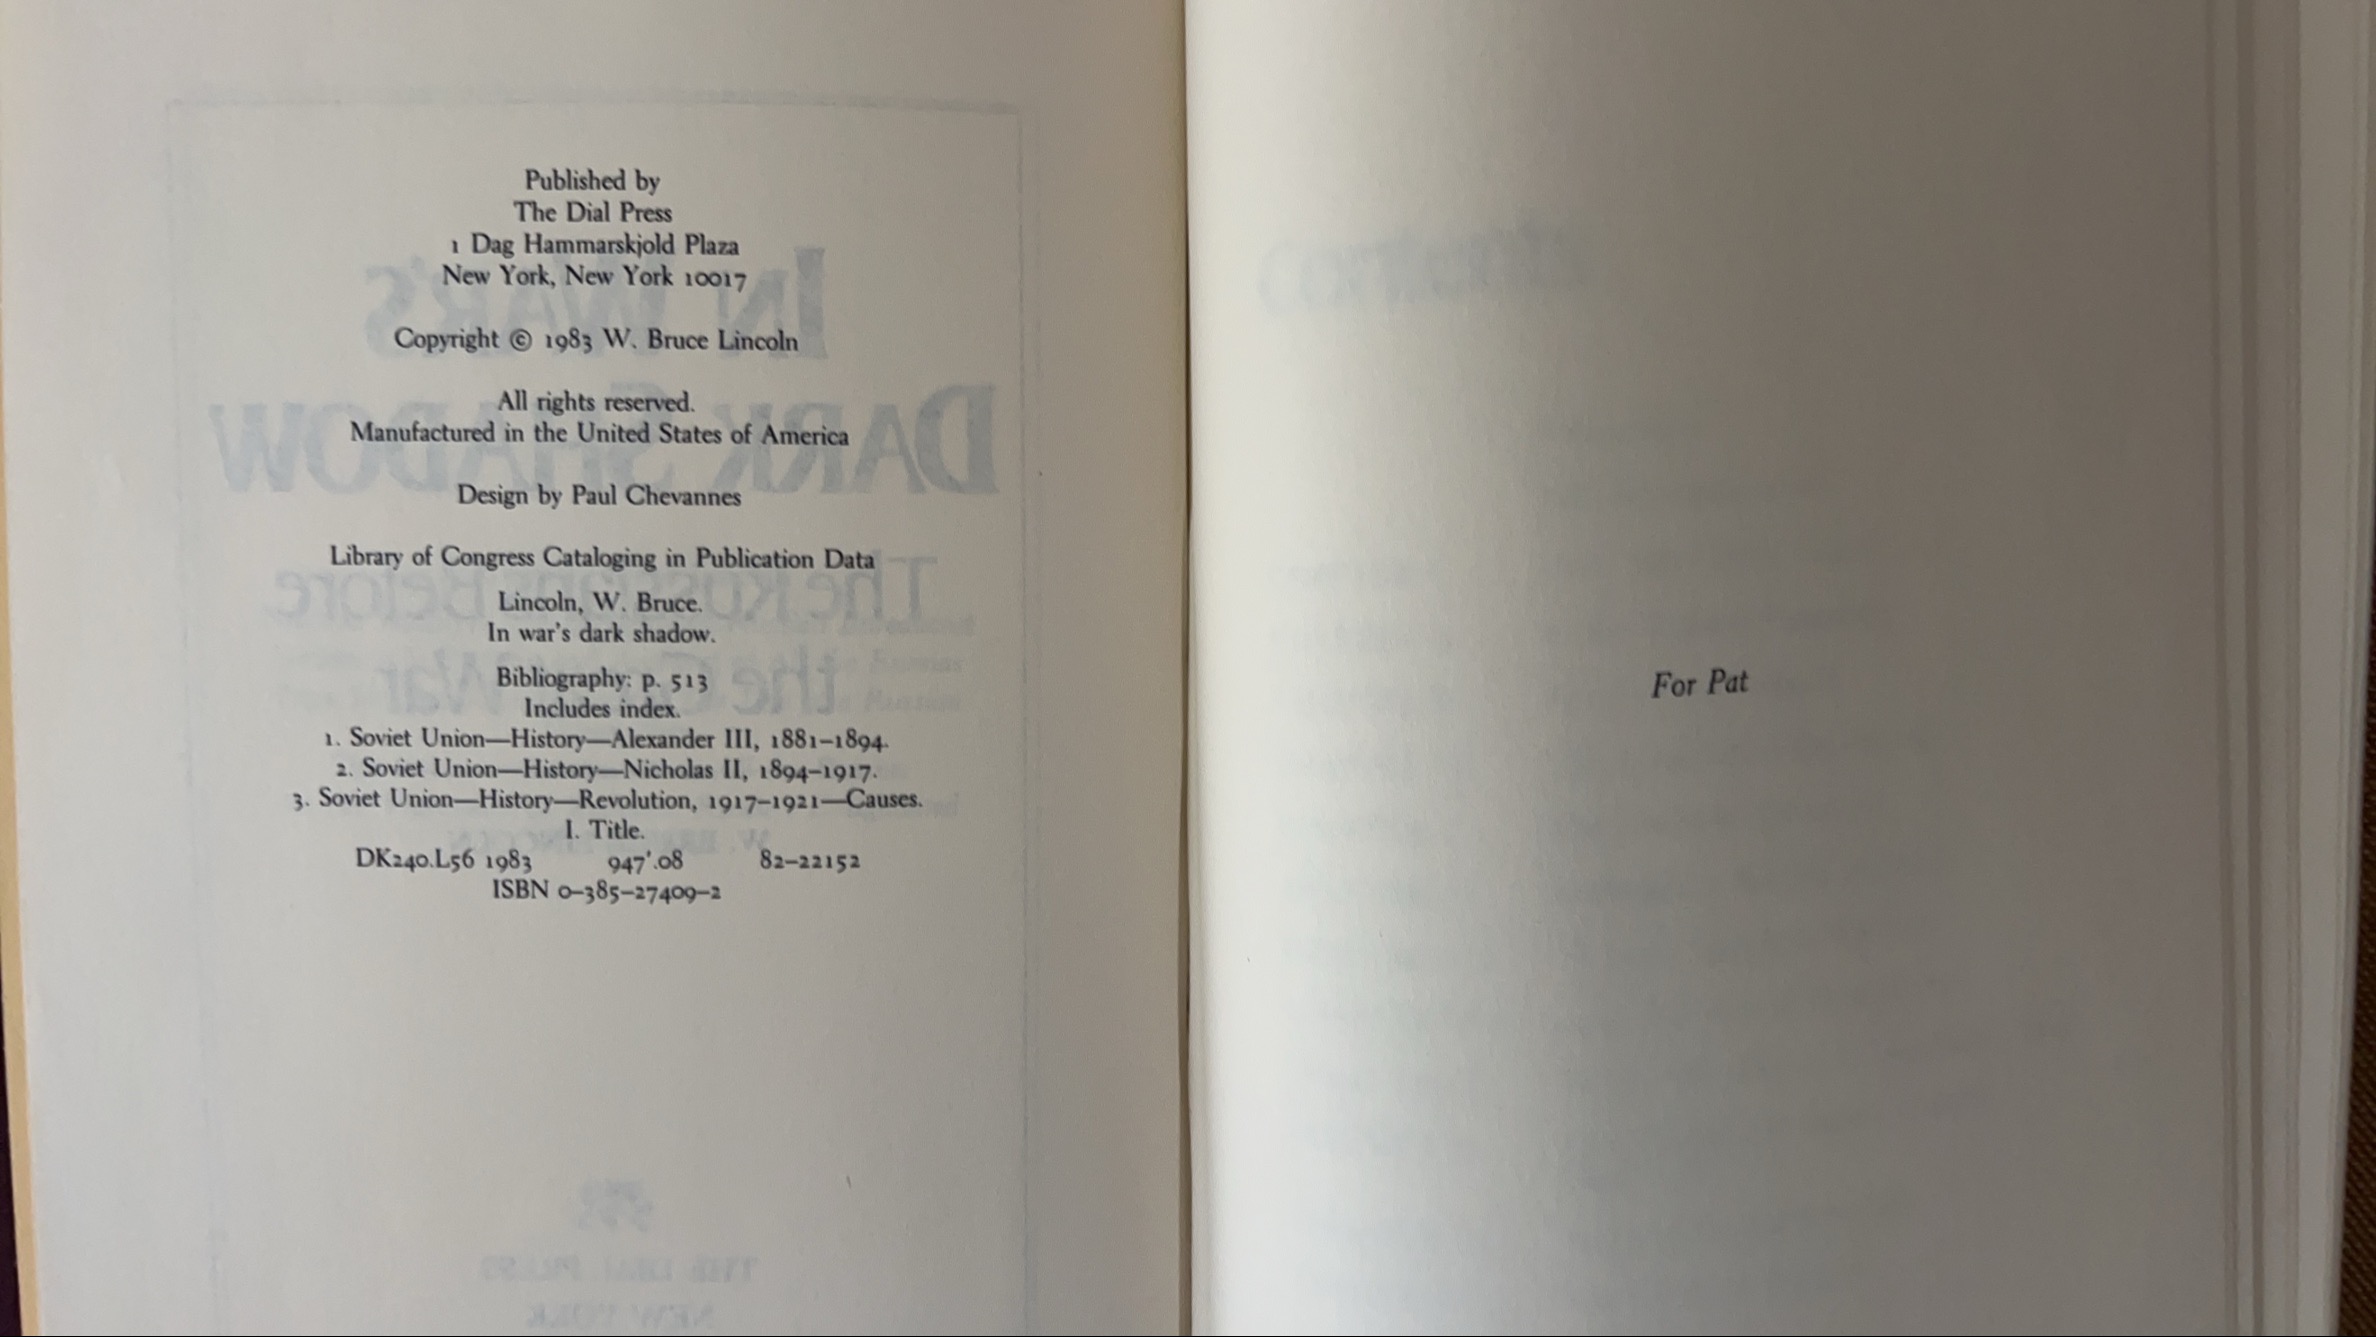 Published by
The Dial Press
1 Dag Hammarskjold Plaza
New York, New York 10017
Copyright © 1983 W. Bruce Lincoln
All rights reserved.
Manufactured in the United States of America
Design by Paul Chevannes
Library of Congress Cataloging in Publication Data
Lincoln, W. Bruce.
In war's dark shadow.
Bibliography: p. 513
Includes index.
1. Soviet Union—History—Alexander III, 1881–1894.
2. Soviet Union—History—Nicholas II, 1894–1917.
3. Soviet Union—History—Revolution, 1917–1921—Causes.
I. Title.
DK240.L56 1983 947'.08 82–22152
ISBN 0–385–27409–2
For Pat